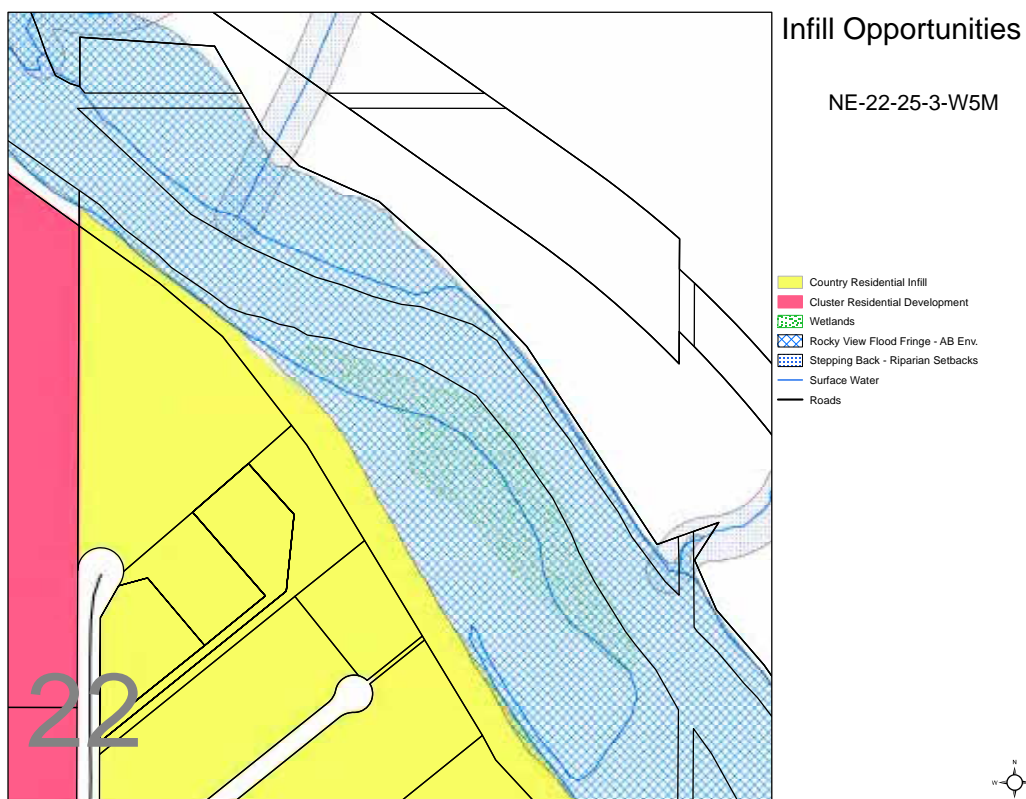 Infill Opportunities
NE-22-25-3-W5M
Country Residential Infill
Cluster Residential Development
Wetlands
Rocky View Flood Fringe - AB Env.
Stepping Back - Riparian Setbacks
Surface Water
Roads
22
N
W